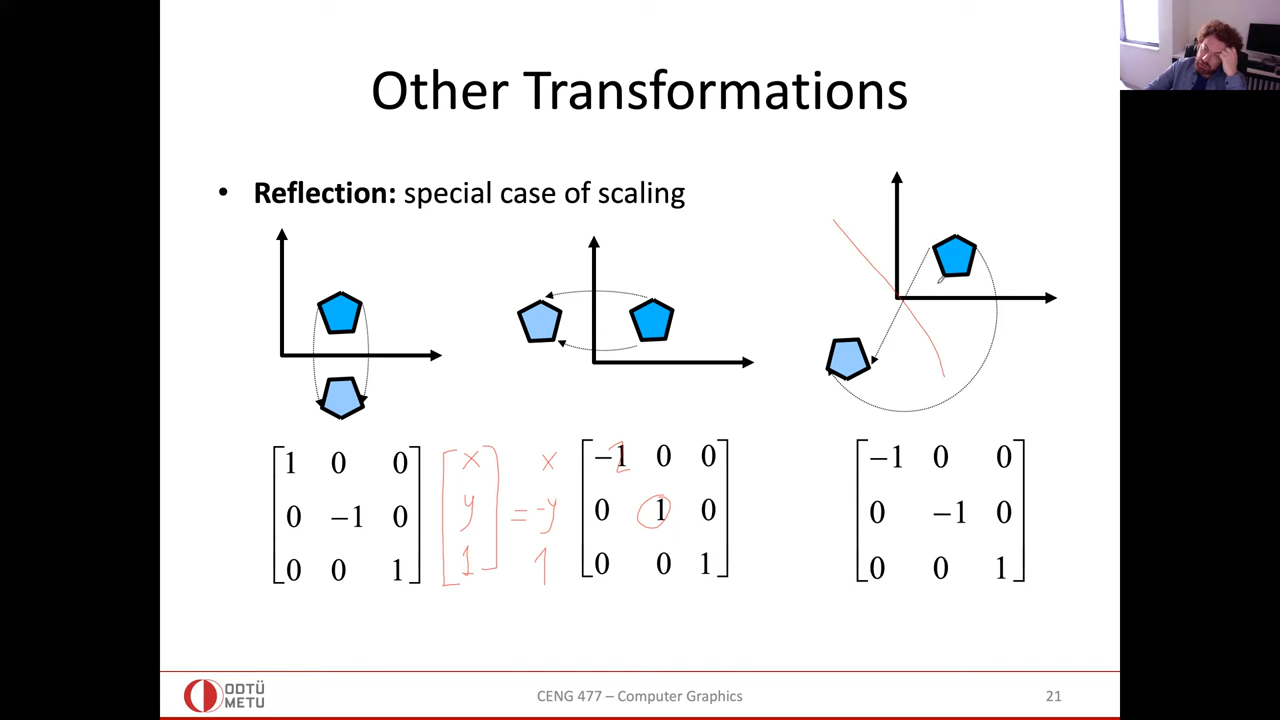 Other Transformations
• Reflection: special case of scaling
1 0 0
0 −1 0
0 0 1
x
y
1
=
x
-y
1
−1 0 0
0 1 0
0 0 1
2
−1 0 0
0 −1 0
0 0 1
ODTÜ
METU
CENG 477 – Computer Graphics
21